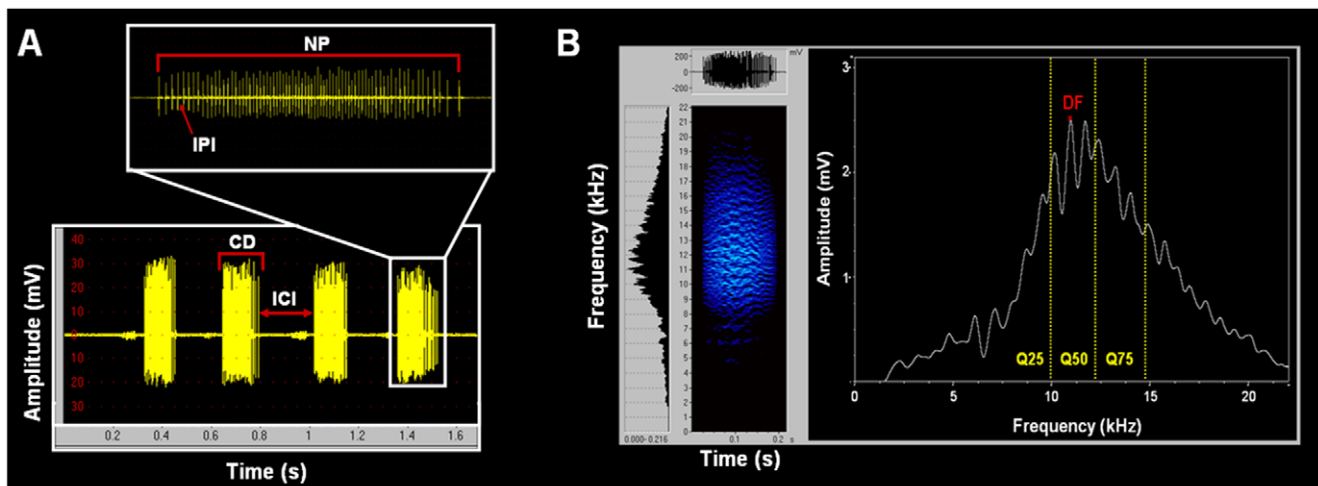 A
NP
IPI
Amplitude (mV)
40
30
20
10
0
10
20
30
CD
ICI
0.2 0.4 0.6 0.8 1 1.2 1.4 1.6
Time (s)
B
mV
200
0
-200
Frequency (kHz)
22
21
20
19
18
17
16
15
14
13
12
11
10
9
8
7
6
5
4
3
2
1
0
0.000- 0.216
0.1 0.2 s
Time (s)
Amplitude (mV)
3
2
1
DF
Q25 Q50 Q75
0 5 10 15 20
Frequency (kHz)